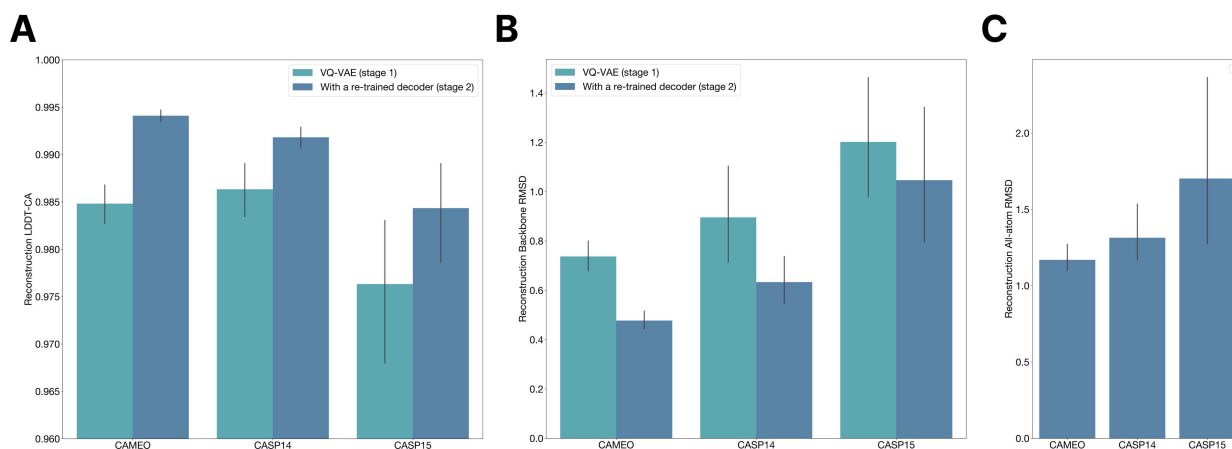 A
Reconstruction LDDT-CA
1.000
0.995
0.990
0.985
0.980
0.975
0.970
0.965
0.960
VQ-VAE (stage 1)
With a re-trained decoder (stage 2)
CAMEO
CASP14
CASP15
B
Reconstruction Backbone RMSD
1.4
1.2
1.0
0.8
0.6
0.4
0.2
0.0
VQ-VAE (stage 1)
With a re-trained decoder (stage 2)
CAMEO
CASP14
CASP15
C
Reconstruction All-atom RMSD
2.0
1.5
1.0
0.5
0.0
CAMEO
CASP14
CASP15